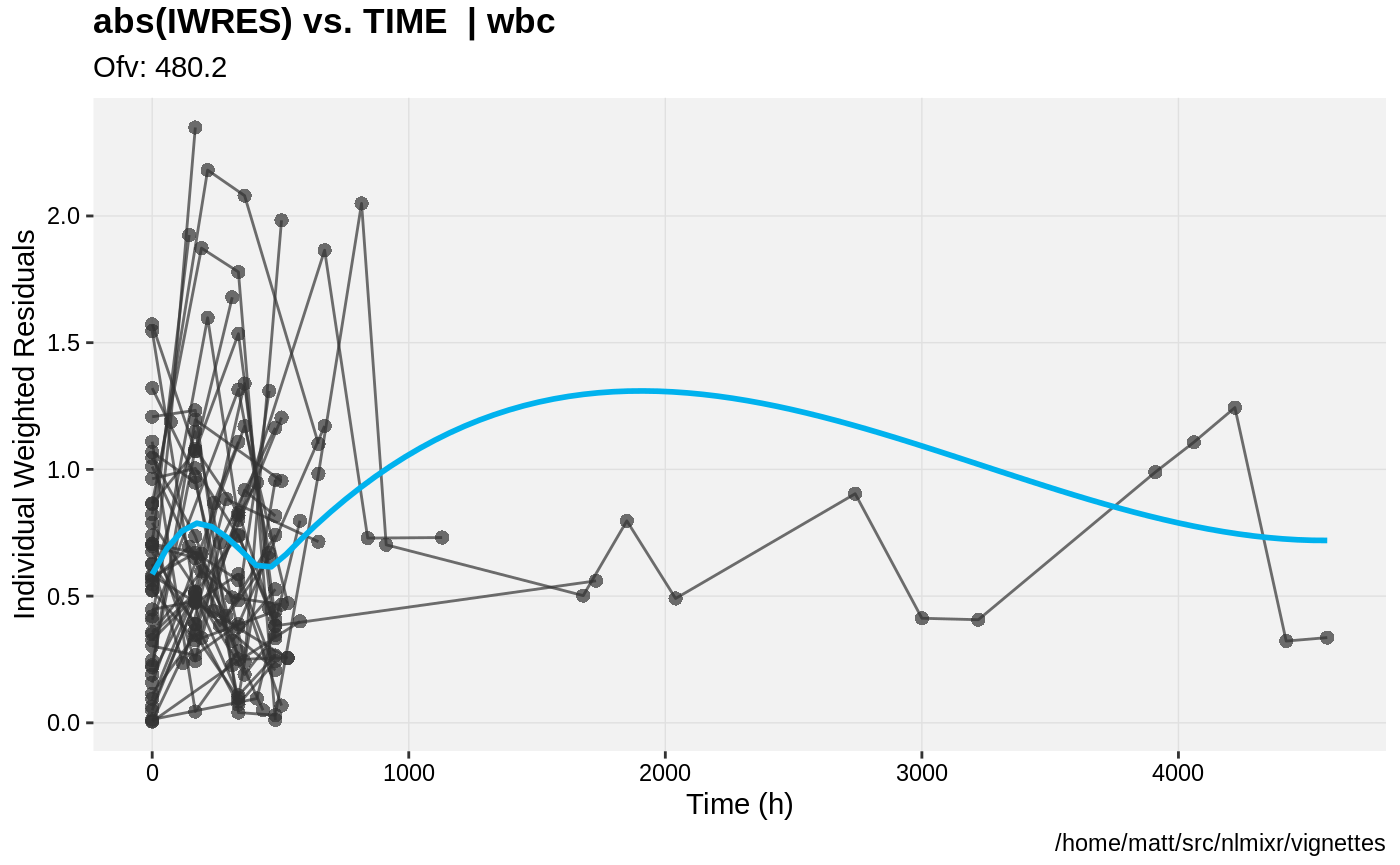 abs(IWRES) vs. TIME  | wbc
Ofv: 480.2
Individual Weighted Residuals
2.0
1.5
1.0
0.5
0.0
0
1000
2000
3000
4000
Time (h)
/home/matt/src/nlmixr/vignettes